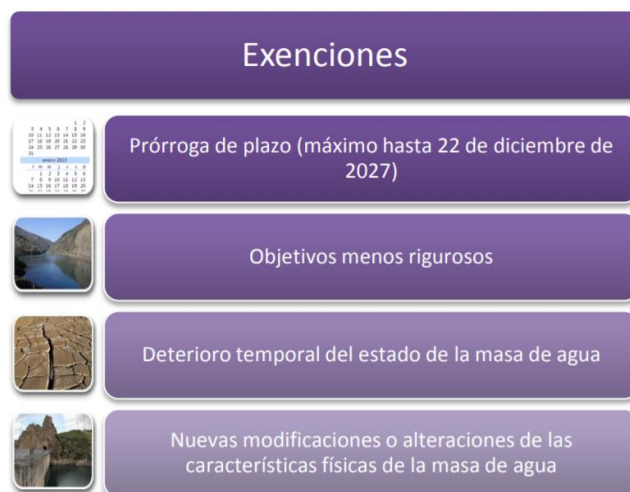 Exenciones
Prórroga de plazo (máximo hasta 22 de diciembre de
2027)
Objetivos menos rigurosos
Deterioro temporal del estado de la masa de agua
Nuevas modificaciones o alteraciones de las
características físicas de la masa de agua